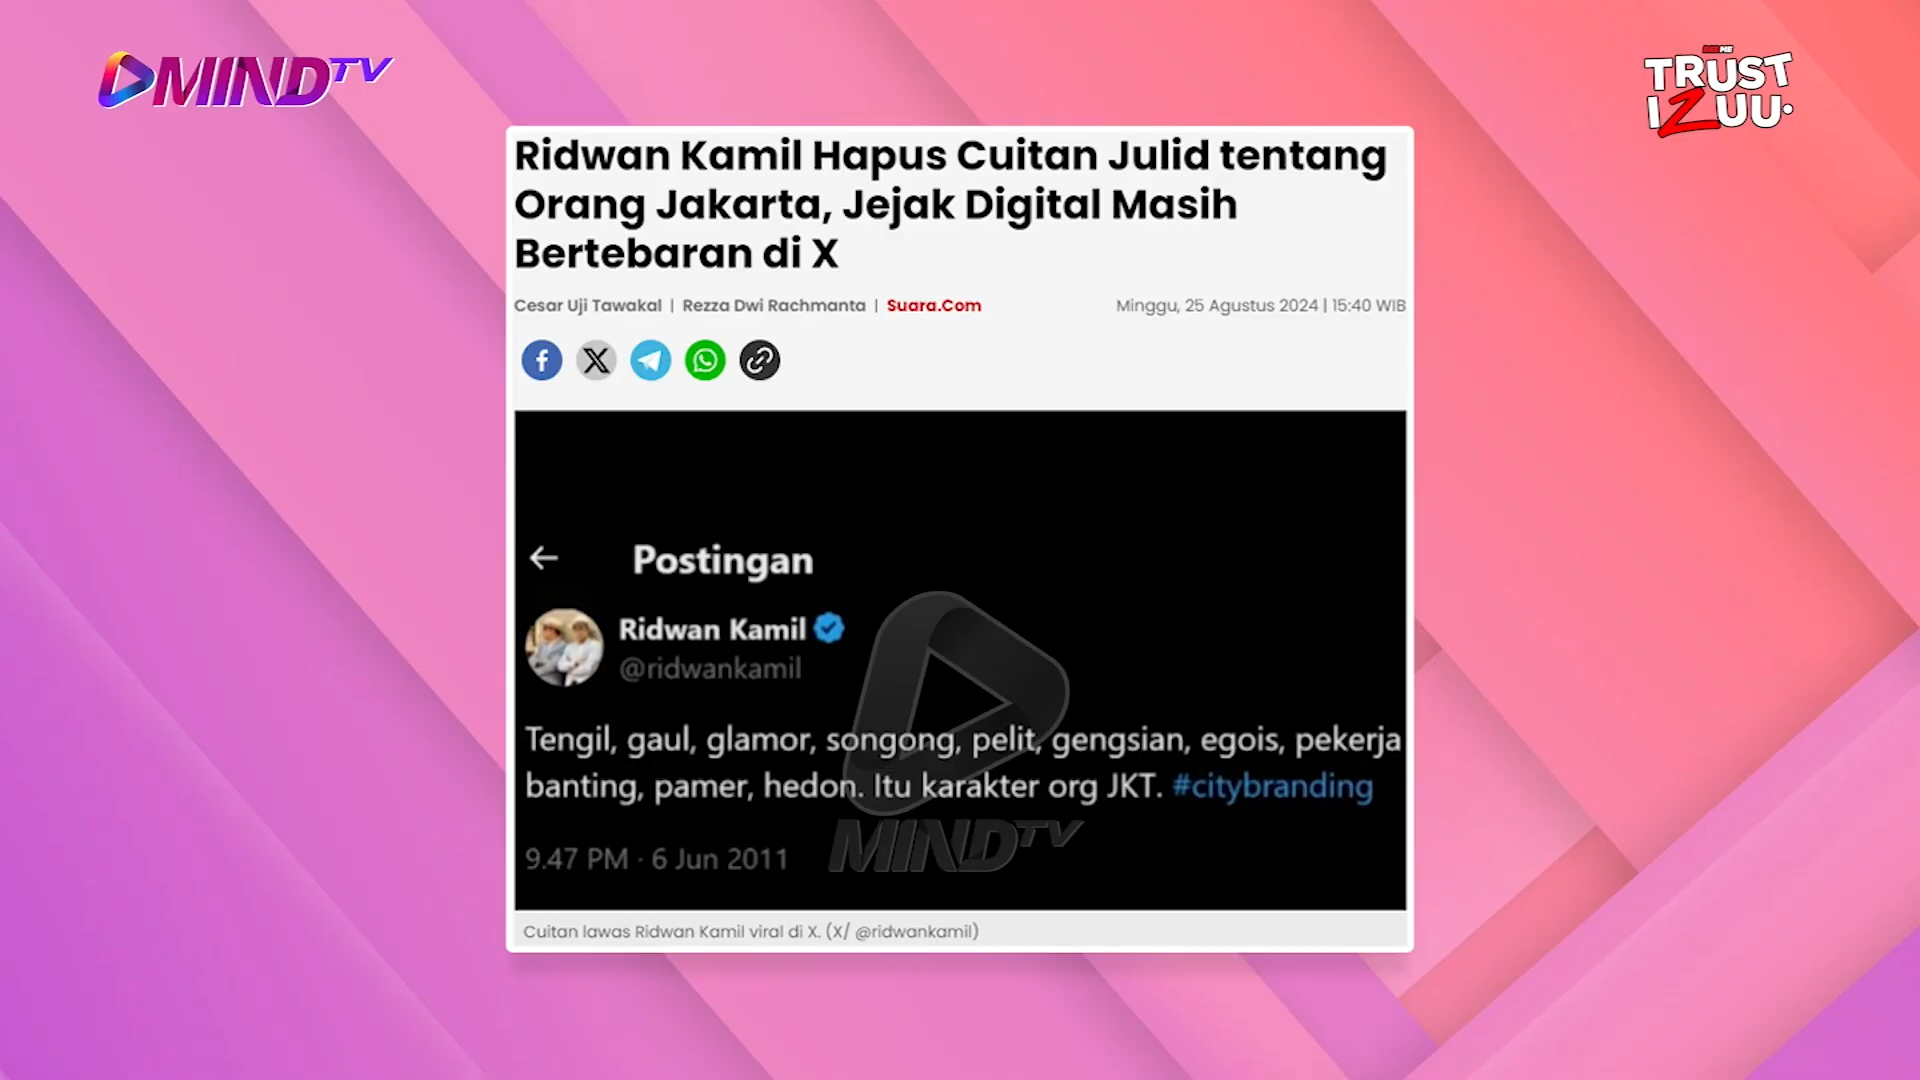 MINDTV
BESME
TRUST
IZUU
Ridwan Kamil Hapus Cuitan Julid tentang
Orang Jakarta, Jejak Digital Masih
Bertebaran di X
Cesar Uji Tawakal | Rezza Dwi Rachmanta | Suara.Com
Minggu, 25 Agustus 2024 | 15:40 WIB
Postingan
Ridwan Kamil
@ridwankamil
Tengil, gaul, glamor, songong, pelit, gengsian, egois, pekerja
banting, pamer, hedon. Itu karakter org JKT. #citybranding
9.47 PM · 6 Jun 2011
MINDTV
Cuitan lawas Ridwan Kamil viral di X. (X/ @ridwankamil)